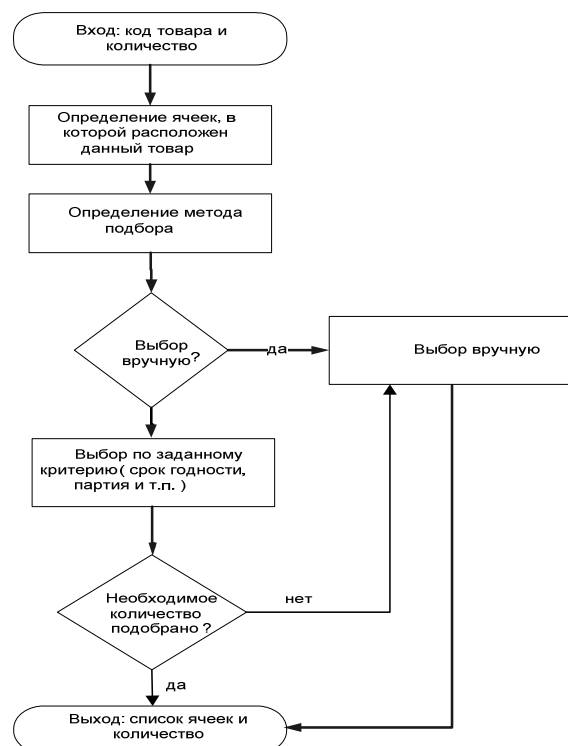 Вход: код товара и
количество
Определение ячеек, в
которой расположен
данный товар
Определение метода
подбора
Выбор
вручную?
да
Выбор вручную
Выбор по заданному
критерию( срок годности,
партия и т.п. )
Необходимое
количество
подобрано ?
нет
да
Выход: список ячеек и
количество